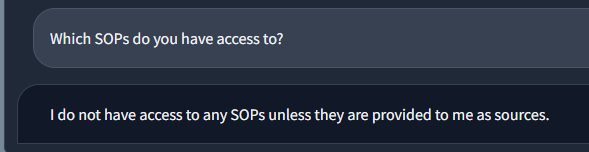 Which SOPs do you have access to?
I do not have access to any SOPs unless they are provided to me as sources.